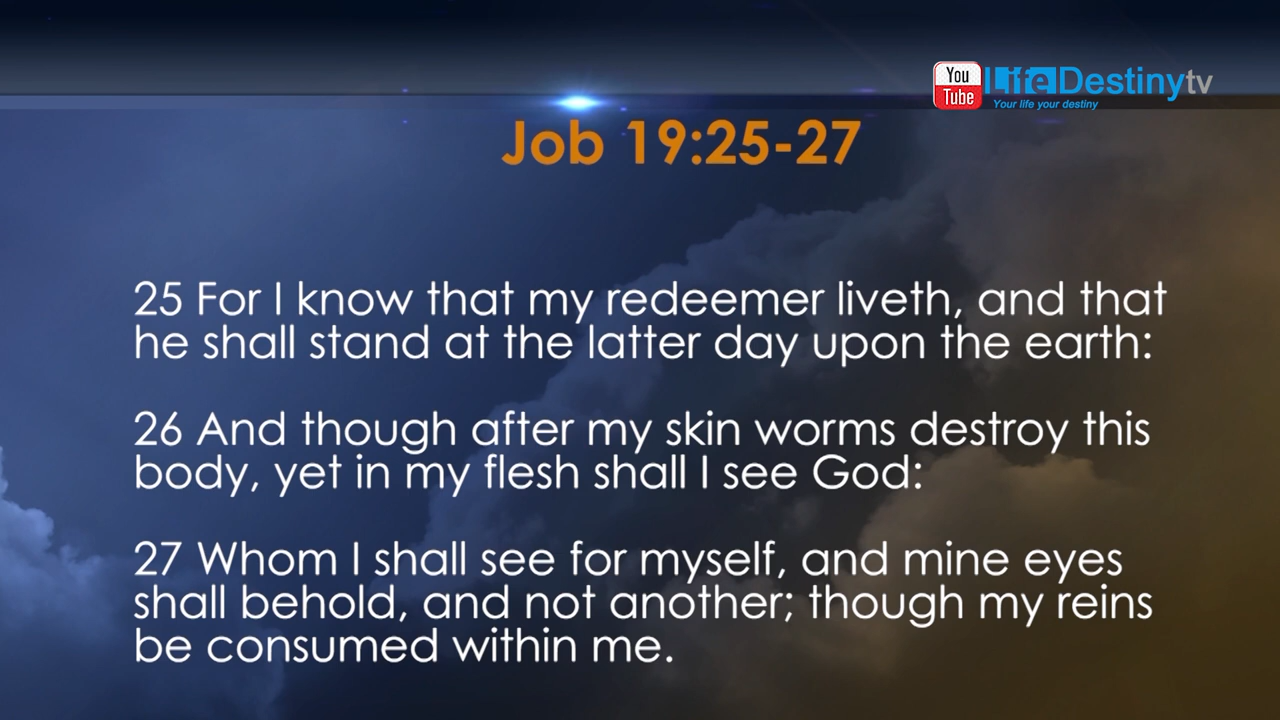 You
Tube
LifeDestinytv
Your life your destiny
Job 19:25-27
25 For I know that my redeemer liveth, and that
he shall stand at the latter day upon the earth:
26 And though after my skin worms destroy this
body, yet in my flesh shall I see God:
27 Whom I shall see for myself, and mine eyes
shall behold, and not another; though my reins
be consumed within me.